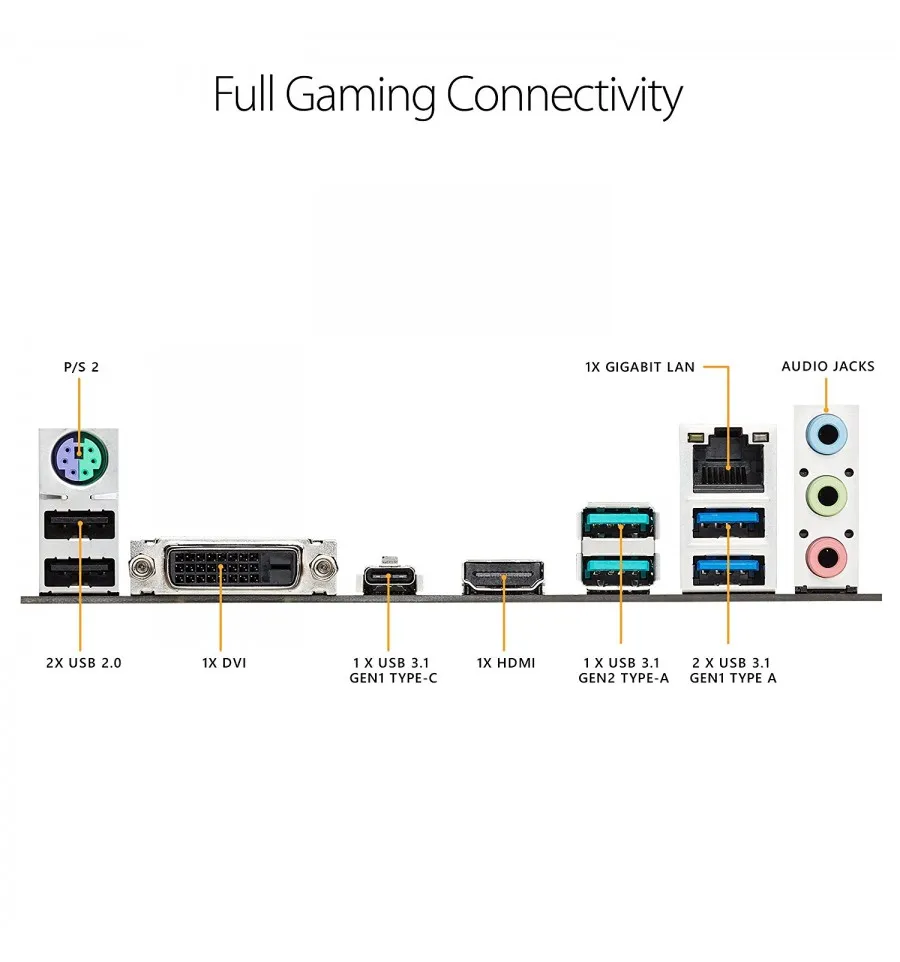 Full Gaming Connectivity
P/S 2
1X GIGABIT LAN
AUDIO JACKS
2X USB 2.0
1X DVI
1 X USB 3.1
GEN1 TYPE-C
1X HDMI
1 X USB 3.1
GEN2 TYPE-A
2 X USB 3.1
GEN1 TYPE A